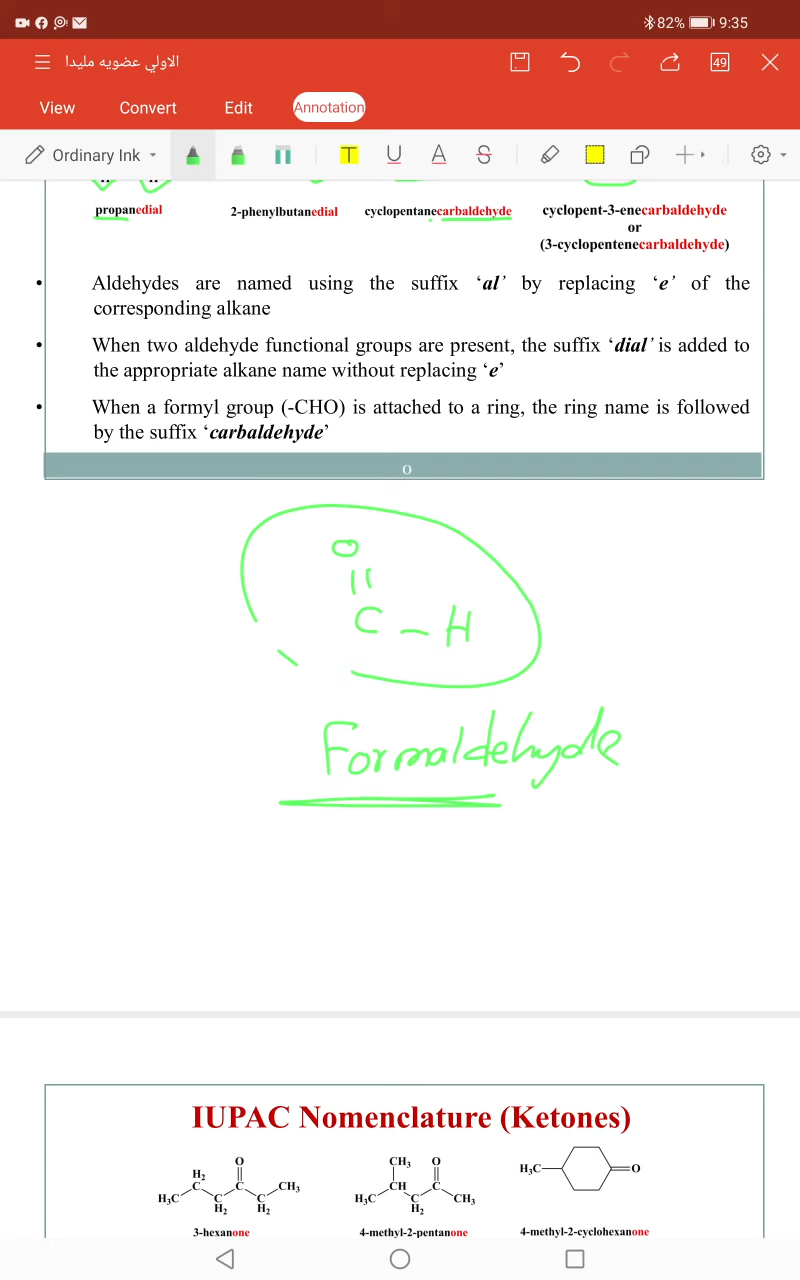 82% 9:35
الاولي عضويه مليدا 49
View Convert Edit Annotation
Ordinary Ink T U A S
propanedial 2-phenylbutanedial cyclopentanecarbaldehyde cyclopent-3-enecarbaldehyde
or
(3-cyclopentenecarbaldehyde)
• Aldehydes are named using the suffix ‘al’ by replacing ‘e’ of the
corresponding alkane
• When two aldehyde functional groups are present, the suffix ‘dial’ is added to
the appropriate alkane name without replacing ‘e’
• When a formyl group (-CHO) is attached to a ring, the ring name is followed
by the suffix ‘carbaldehyde’
O
O
C – H
Formaldehyde
IUPAC Nomenclature (Ketones)
O CH₃ O
H₂ H₃C O
C C CH₃ CH C
H₃C C C H₃C C CH₃
H₂ H₂ H₂
3-hexanone 4-methyl-2-pentanone 4-methyl-2-cyclohexanone